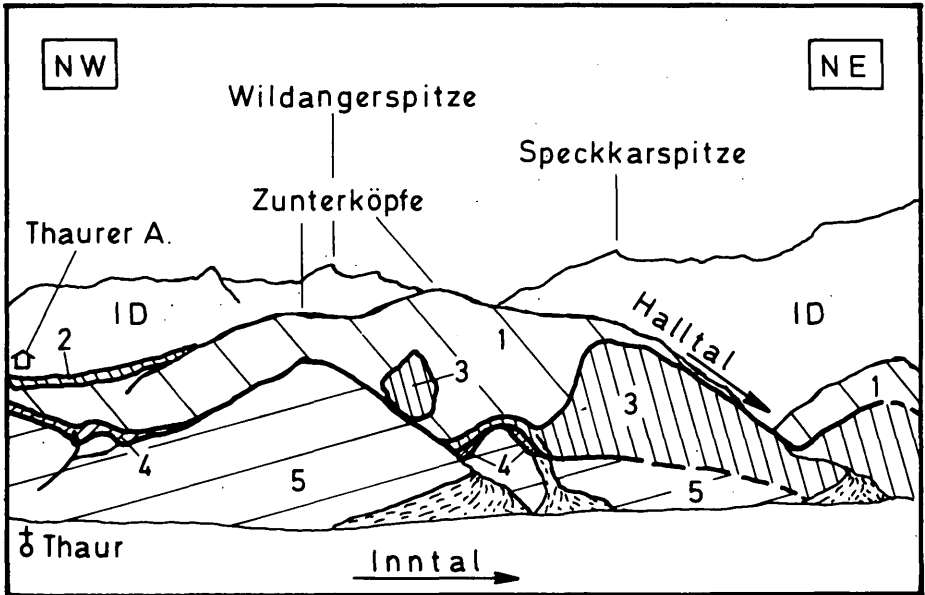 NW
NE
Wildangerspitze
Speckkarspitze
Zunterköpfe
Thaurer A.
ID
ID
Halltal
2
1
3
3
1
4
4
5
5
Thaur
Inntal